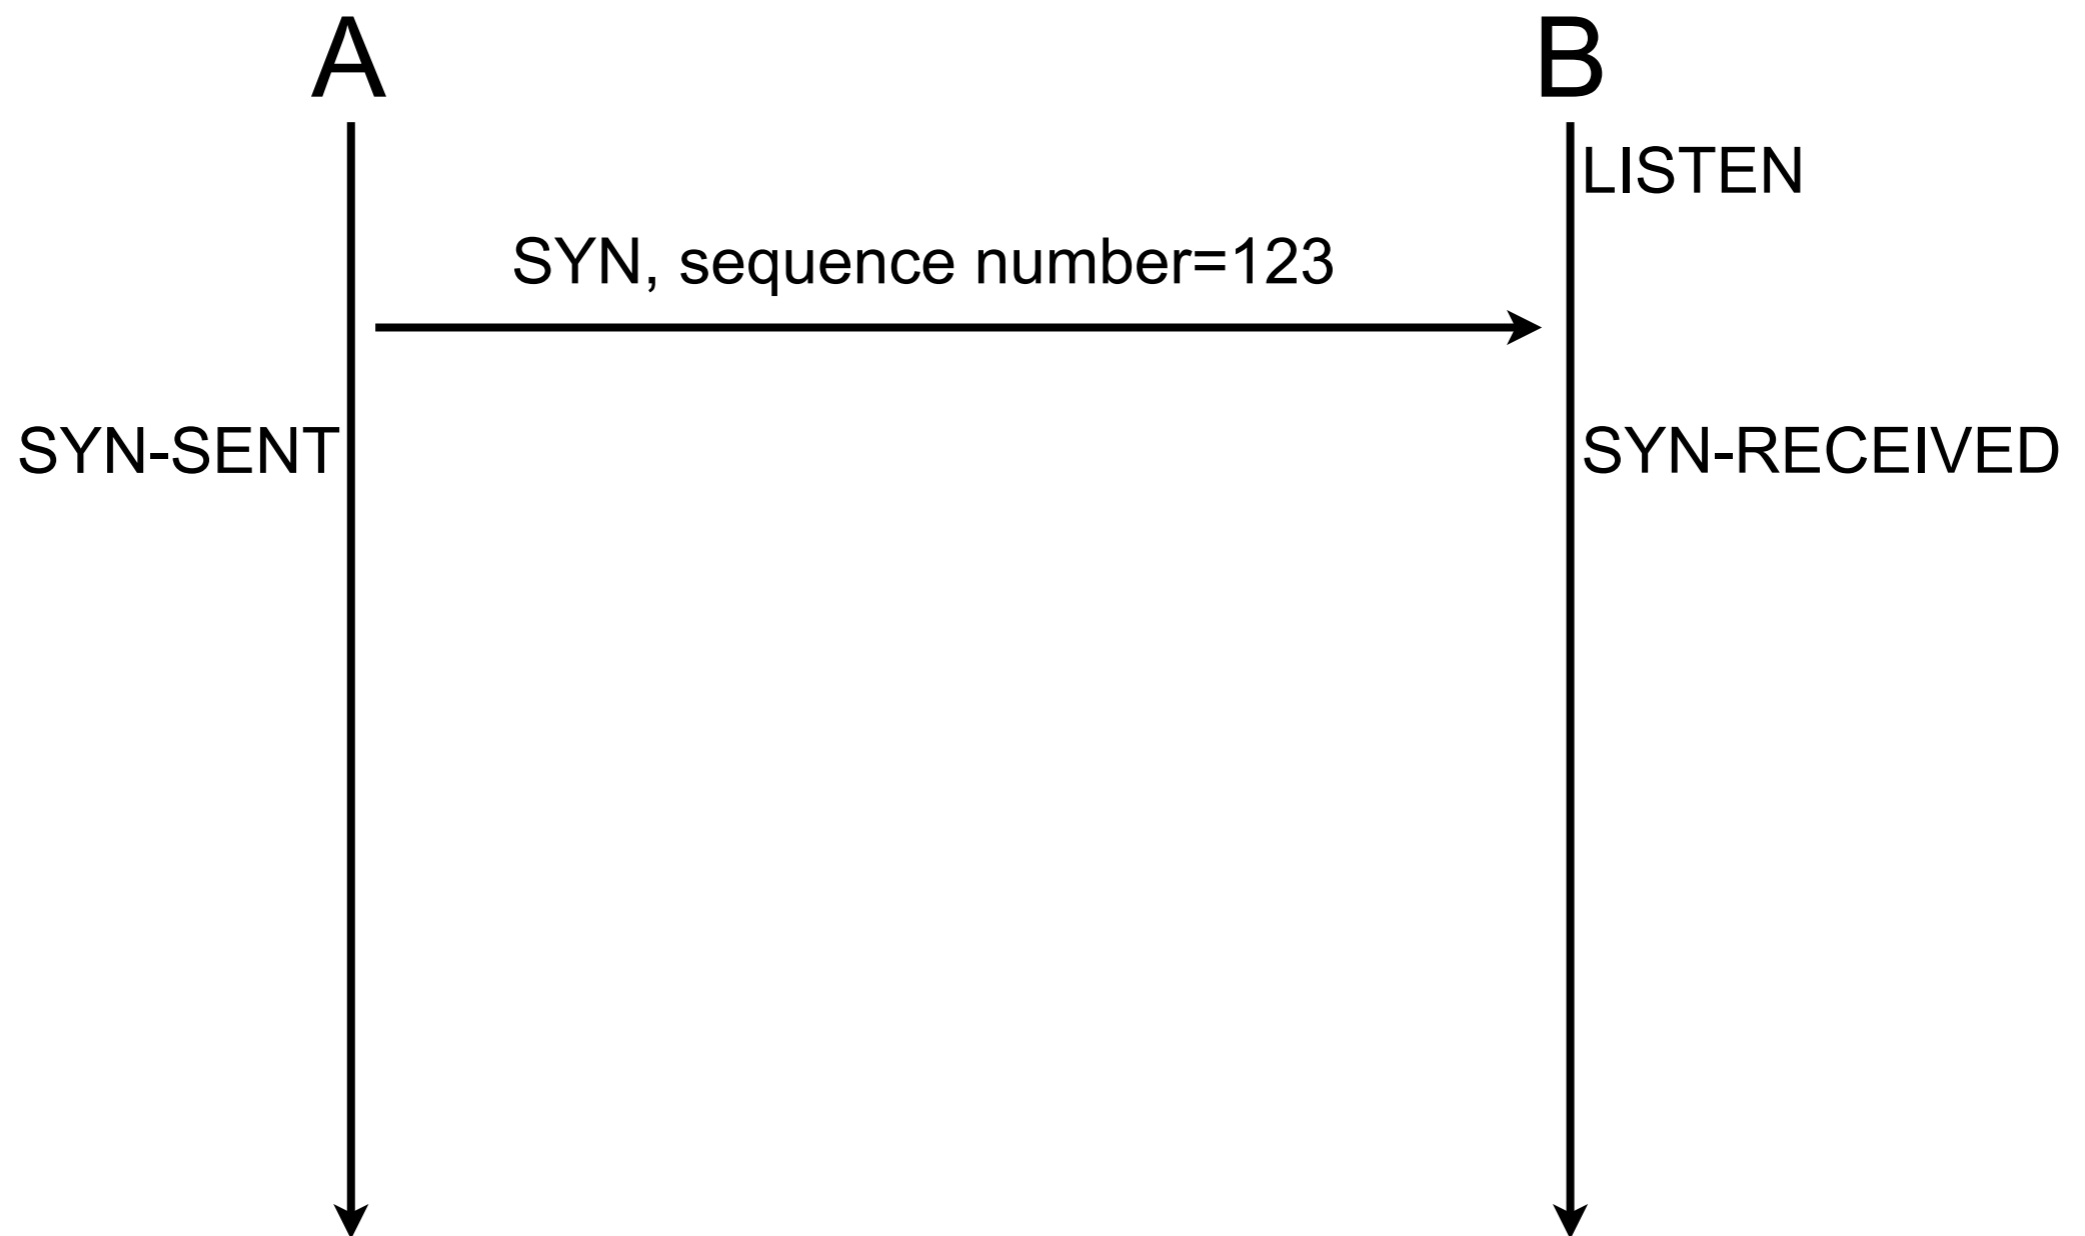 A
B
LISTEN
SYN, sequence number=123
SYN-SENT
SYN-RECEIVED